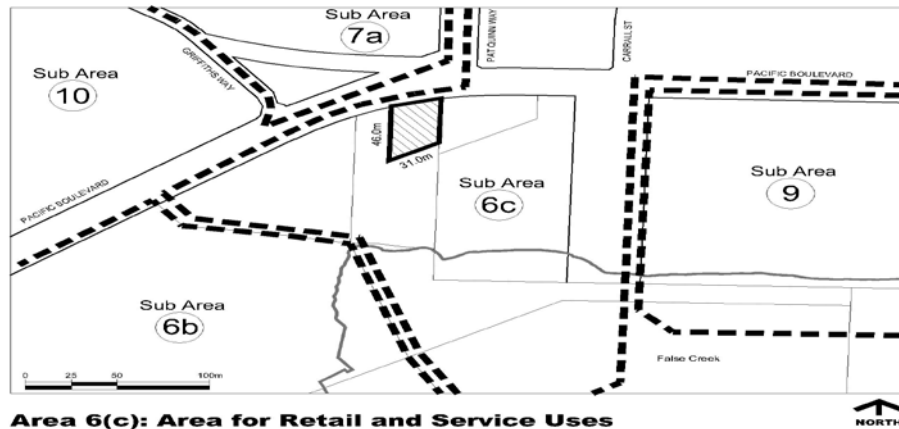 Sub Area
7a
PAT QUINN WAY
CARRALL ST
GRIFFITHS WAY
Sub Area
10
PACIFIC BOULEVARD
46.0m
31.0m
Sub Area
6c
Sub Area
9
PACIFIC BOULEVARD
Sub Area
6b
False Creek
0 25 50 100m
Area 6(c): Area for Retail and Service Uses
NORTH